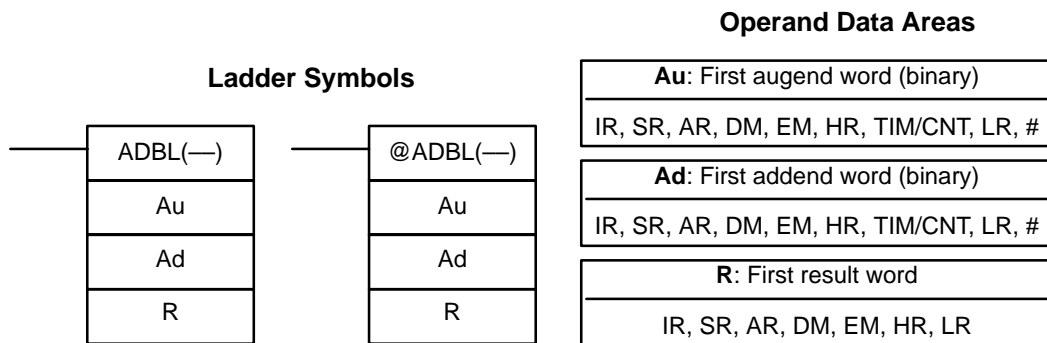 Ladder Symbols
ADBL(—)
Au
Ad
R
@ADBL(—)
Au
Ad
R
Operand Data Areas
Au: First augend word (binary)
IR, SR, AR, DM, EM, HR, TIM/CNT, LR, #
Ad: First addend word (binary)
IR, SR, AR, DM, EM, HR, TIM/CNT, LR, #
R: First result word
IR, SR, AR, DM, EM, HR, LR